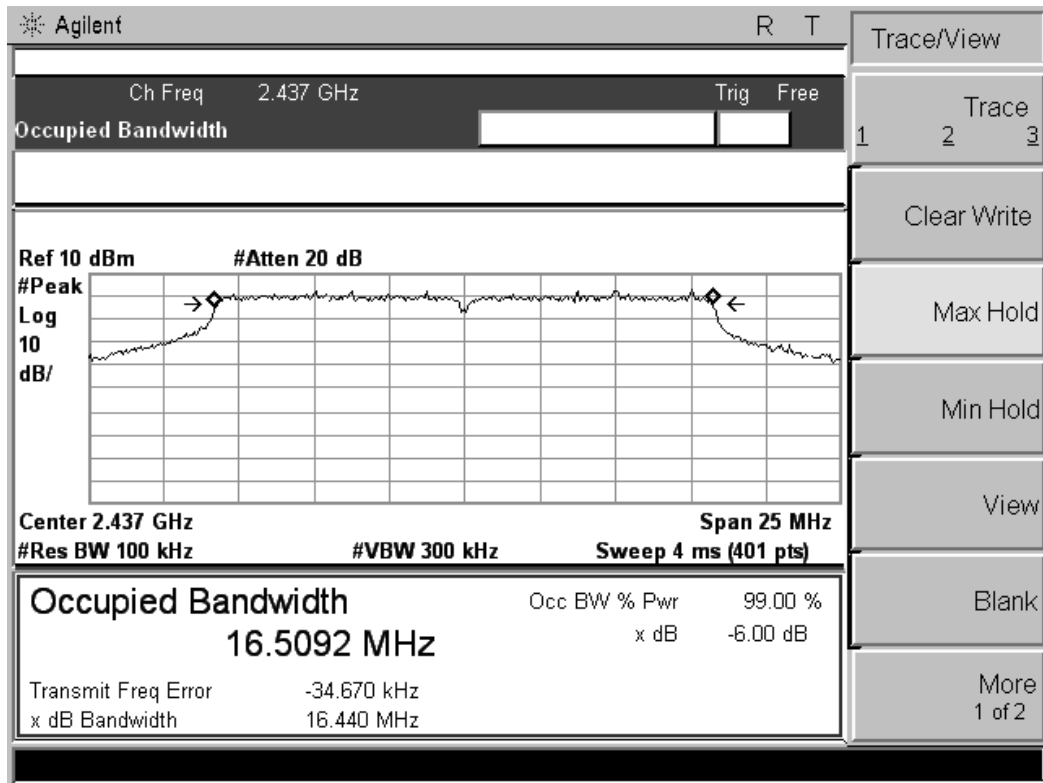 Agilent
R T
Trace/View
Ch Freq 2.437 GHz
Trig Free
Occupied Bandwidth
Trace
1 2 3
Clear Write
Ref 10 dBm
#Atten 20 dB
#Peak
Log
10
dB/
Max Hold
Min Hold
View
Center 2.437 GHz
Span 25 MHz
#Res BW 100 kHz
#VBW 300 kHz
Sweep 4 ms (401 pts)
Occupied Bandwidth
16.5092 MHz
Occ BW % Pwr 99.00 %
x dB -6.00 dB
Transmit Freq Error -34.670 kHz
x dB Bandwidth 16.440 MHz
Blank
More
1 of 2